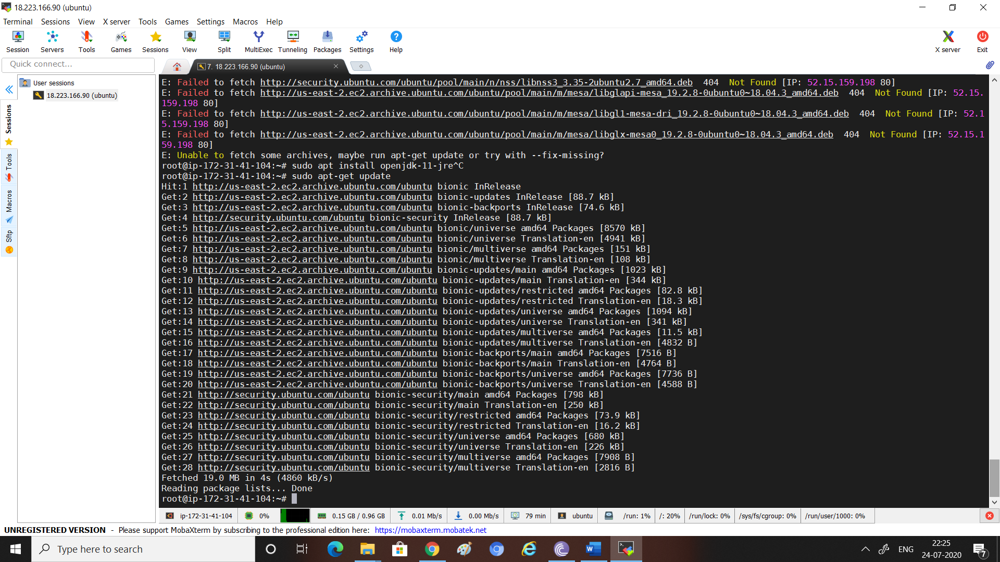 18.223.166.90 (ubuntu)
Terminal Sessions View X server Tools Games Settings Macros Help
Session Servers Tools Games Sessions View Split MultiExec Tunneling Packages Settings Help X server Exit
Quick connect...
7. 18.223.166.90 (ubuntu)
User sessions
18.223.166.90 (ubuntu)
Sessions
Tools
Macros
Sftp
E: Failed to fetch http://security.ubuntu.com/ubuntu/pool/main/n/nss/libnss3_3.35-2ubuntu2.7_amd64.deb 404 Not Found [IP: 52.15.159.198 80]
E: Failed to fetch http://us-east-2.ec2.archive.ubuntu.com/ubuntu/pool/main/m/mesa/libglapi-mesa_19.2.8-0ubuntu0~18.04.3_amd64.deb 404 Not Found [IP: 52.15.
159.198 80]
E: Failed to fetch http://us-east-2.ec2.archive.ubuntu.com/ubuntu/pool/main/m/mesa/libgl1-mesa-dri_19.2.8-0ubuntu0~18.04.3_amd64.deb 404 Not Found [IP: 52.1
5.159.198 80]
E: Failed to fetch http://us-east-2.ec2.archive.ubuntu.com/ubuntu/pool/main/m/mesa/libglx-mesa0_19.2.8-0ubuntu0~18.04.3_amd64.deb 404 Not Found [IP: 52.15.1
59.198 80]
E: Unable to fetch some archives, maybe run apt-get update or try with --fix-missing?
root@ip-172-31-41-104:~# sudo apt install openjdk-11-jre^C
root@ip-172-31-41-104:~# sudo apt-get update
Hit:1 http://us-east-2.ec2.archive.ubuntu.com/ubuntu bionic InRelease
Get:2 http://us-east-2.ec2.archive.ubuntu.com/ubuntu bionic-updates InRelease [88.7 kB]
Get:3 http://us-east-2.ec2.archive.ubuntu.com/ubuntu bionic-backports InRelease [74.6 kB]
Get:4 http://security.ubuntu.com/ubuntu bionic-security InRelease [88.7 kB]
Get:5 http://us-east-2.ec2.archive.ubuntu.com/ubuntu bionic/universe amd64 Packages [8570 kB]
Get:6 http://us-east-2.ec2.archive.ubuntu.com/ubuntu bionic/universe Translation-en [4941 kB]
Get:7 http://us-east-2.ec2.archive.ubuntu.com/ubuntu bionic/multiverse amd64 Packages [151 kB]
Get:8 http://us-east-2.ec2.archive.ubuntu.com/ubuntu bionic/multiverse Translation-en [108 kB]
Get:9 http://us-east-2.ec2.archive.ubuntu.com/ubuntu bionic-updates/main amd64 Packages [1023 kB]
Get:10 http://us-east-2.ec2.archive.ubuntu.com/ubuntu bionic-updates/main Translation-en [344 kB]
Get:11 http://us-east-2.ec2.archive.ubuntu.com/ubuntu bionic-updates/restricted amd64 Packages [82.8 kB]
Get:12 http://us-east-2.ec2.archive.ubuntu.com/ubuntu bionic-updates/restricted Translation-en [18.3 kB]
Get:13 http://us-east-2.ec2.archive.ubuntu.com/ubuntu bionic-updates/universe amd64 Packages [1094 kB]
Get:14 http://us-east-2.ec2.archive.ubuntu.com/ubuntu bionic-updates/universe Translation-en [341 kB]
Get:15 http://us-east-2.ec2.archive.ubuntu.com/ubuntu bionic-updates/multiverse amd64 Packages [11.5 kB]
Get:16 http://us-east-2.ec2.archive.ubuntu.com/ubuntu bionic-updates/multiverse Translation-en [4832 B]
Get:17 http://us-east-2.ec2.archive.ubuntu.com/ubuntu bionic-backports/main amd64 Packages [7516 B]
Get:18 http://us-east-2.ec2.archive.ubuntu.com/ubuntu bionic-backports/main Translation-en [4764 B]
Get:19 http://us-east-2.ec2.archive.ubuntu.com/ubuntu bionic-backports/universe amd64 Packages [7736 B]
Get:20 http://us-east-2.ec2.archive.ubuntu.com/ubuntu bionic-backports/universe Translation-en [4588 B]
Get:21 http://security.ubuntu.com/ubuntu bionic-security/main amd64 Packages [798 kB]
Get:22 http://security.ubuntu.com/ubuntu bionic-security/main Translation-en [250 kB]
Get:23 http://security.ubuntu.com/ubuntu bionic-security/restricted amd64 Packages [73.9 kB]
Get:24 http://security.ubuntu.com/ubuntu bionic-security/restricted Translation-en [16.2 kB]
Get:25 http://security.ubuntu.com/ubuntu bionic-security/universe amd64 Packages [680 kB]
Get:26 http://security.ubuntu.com/ubuntu bionic-security/universe Translation-en [226 kB]
Get:27 http://security.ubuntu.com/ubuntu bionic-security/multiverse amd64 Packages [7908 B]
Get:28 http://security.ubuntu.com/ubuntu bionic-security/multiverse Translation-en [2816 B]
Fetched 19.0 MB in 4s (4860 kB/s)
Reading package lists... Done
root@ip-172-31-41-104:~#
ip-172-31-41-104 0% 0.15 GB / 0.96 GB 0.01 Mb/s 0.00 Mb/s 79 min ubuntu /run: 1% /: 20% /run/lock: 0% /sys/fs/cgroup: 0% /run/user/1000: 0%
UNREGISTERED VERSION - Please support MobaXterm by subscribing to the professional edition here: https://mobaxterm.mobatek.net
Type here to search
ENG
22:25
24-07-2020
7